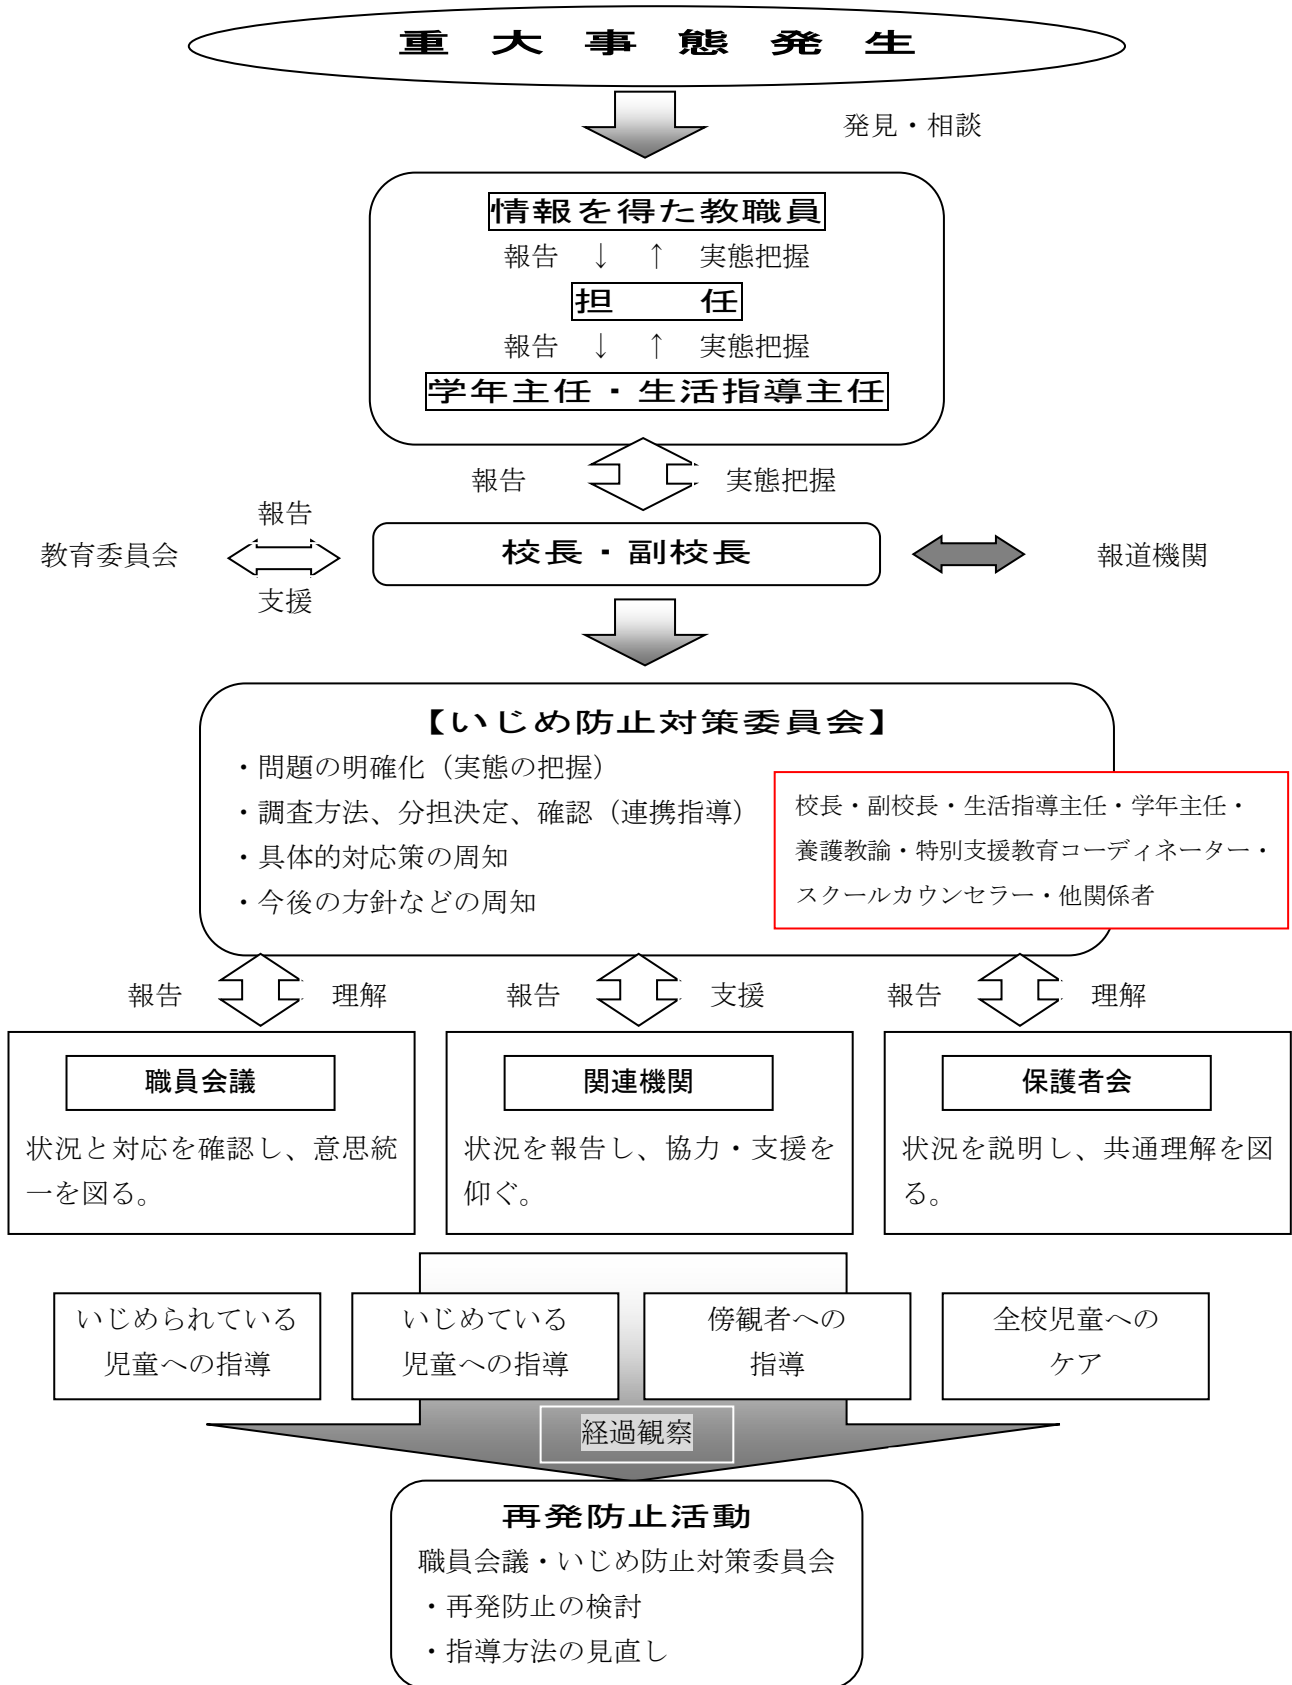 重大事態発生
発見・相談
情報を得た教職員
報告 ↓ ↑ 実態把握
担 任
報告 ↓ ↑ 実態把握
学年主任・生活指導主任
報告 実態把握
報告
教育委員会 校長・副校長 報道機関
支援
【いじめ防止対策委員会】
・問題の明確化（実態の把握）
・調査方法、分担決定、確認（連携指導）
・具体的対応策の周知
・今後の方針などの周知
校長・副校長・生活指導主任・学年主任・
養護教諭・特別支援教育コーディネーター・
スクールカウンセラー・他関係者
報告 理解 報告 支援 報告 理解
職員会議
状況と対応を確認し、意思統
一を図る。
関連機関
状況を報告し、協力・支援を
仰ぐ。
保護者会
状況を説明し、共通理解を図
る。
いじめられている
児童への指導
いじめている
児童への指導
傍観者への
指導
全校児童への
ケア
経過観察
再発防止活動
職員会議・いじめ防止対策委員会
・再発防止の検討
・指導方法の見直し